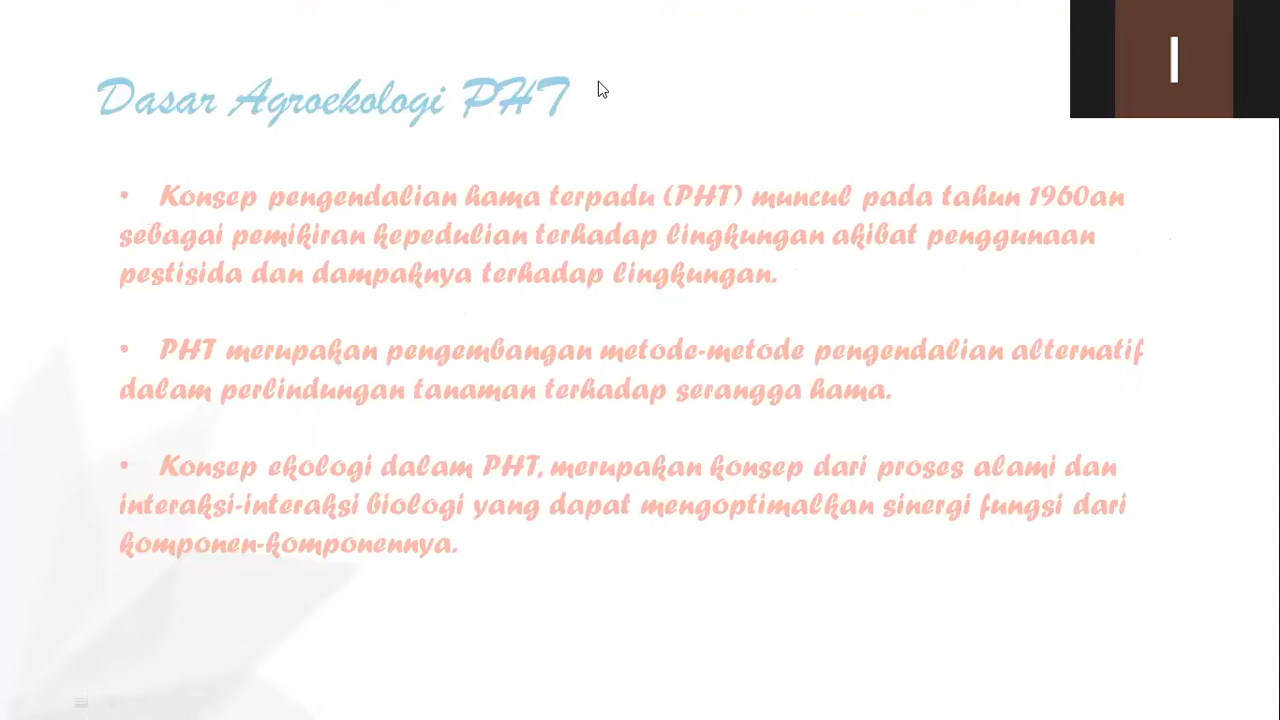 Dasar Agroekologi PHT
I
• Konsep pengendalian hama terpadu (PHT) muncul pada tahun 1960an
sebagai pemikiran kepedulian terhadap lingkungan akibat penggunaan
pestisida dan dampaknya terhadap lingkungan.
• PHT merupakan pengembangan metode-metode pengendalian alternatif
dalam perlindungan tanaman terhadap serangga hama.
• Konsep ekologi dalam PHT, merupakan konsep dari proses alami dan
interaksi-interaksi biologi yang dapat mengoptimalkan sinergi fungsi dari
komponen-komponennya.